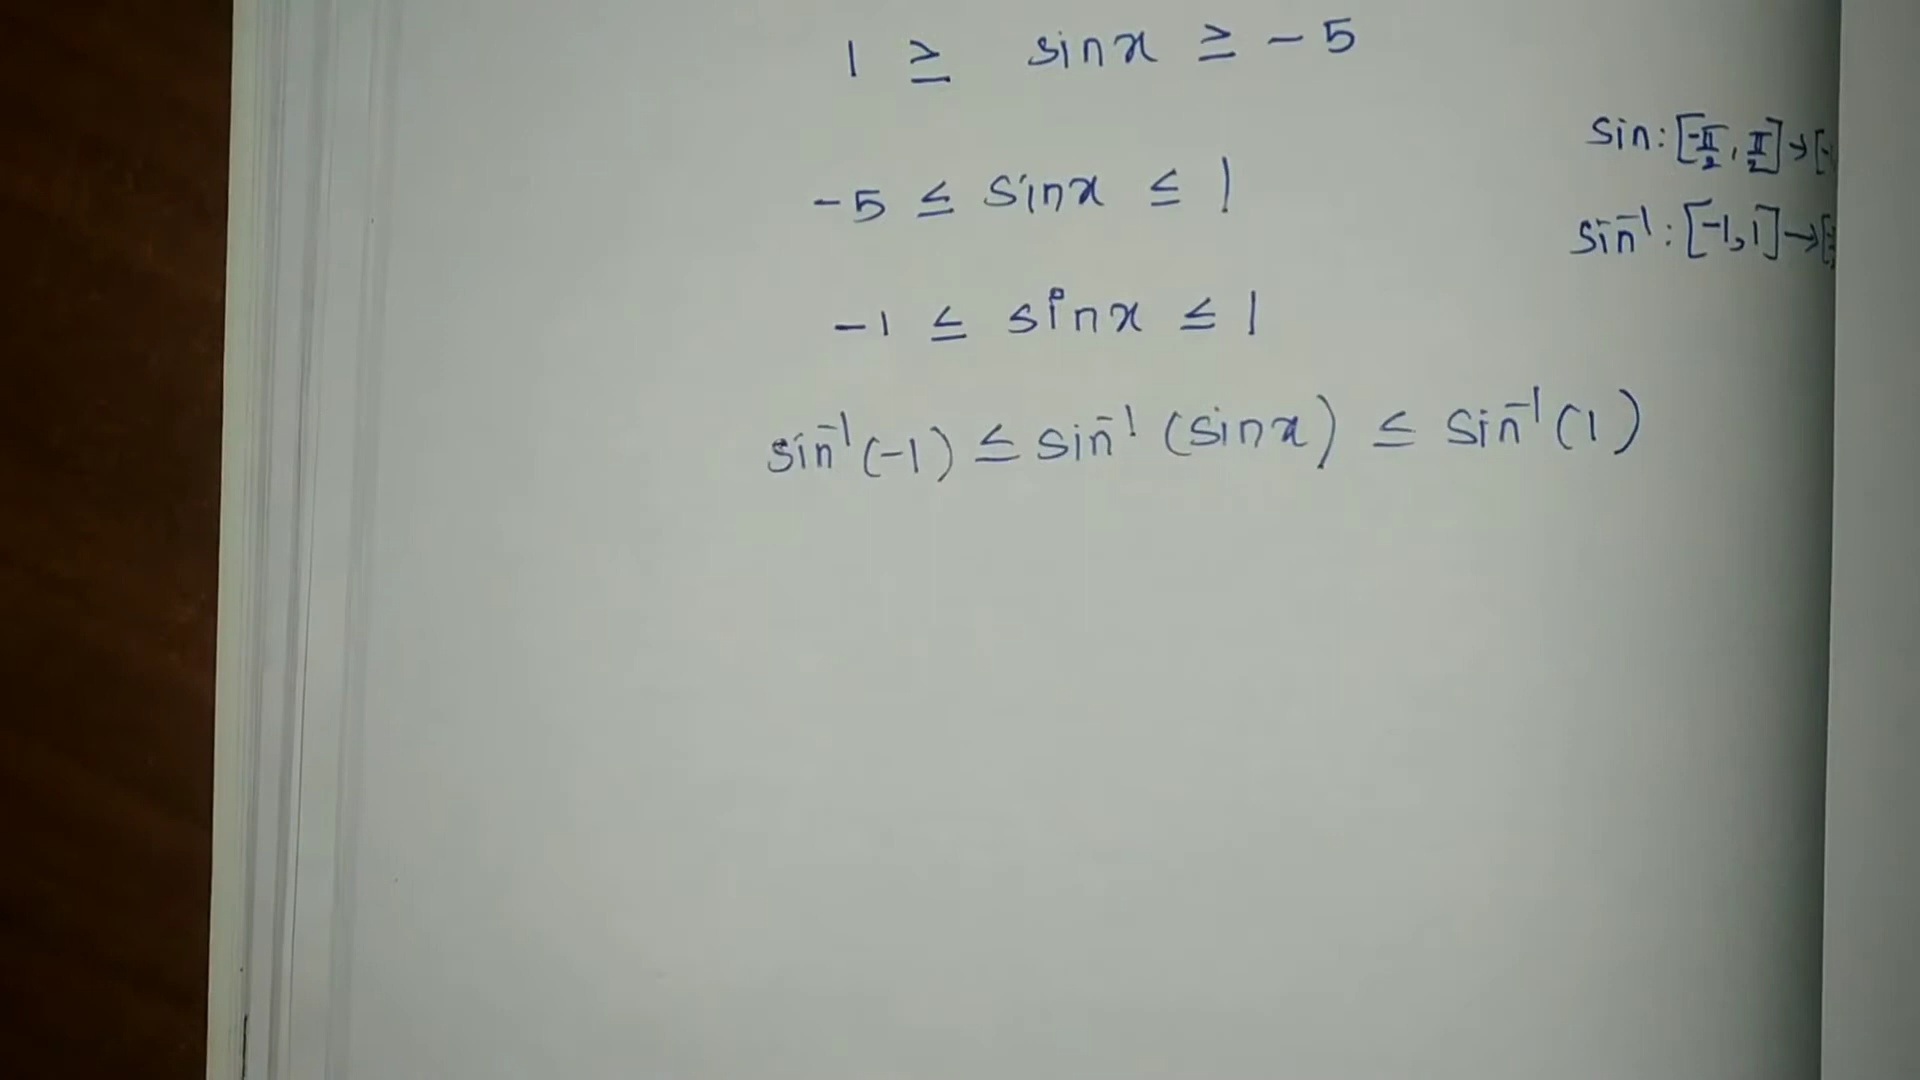 1 ≥ sinx ≥ -5
-5 ≤ sinx ≤ 1
-1 ≤ sinx ≤ 1
sin⁻¹(-1) ≤ sin⁻¹(sinx) ≤ sin⁻¹(1)
sin: [-π/2, π/2] → [-
sin⁻¹: [-1,1] → [